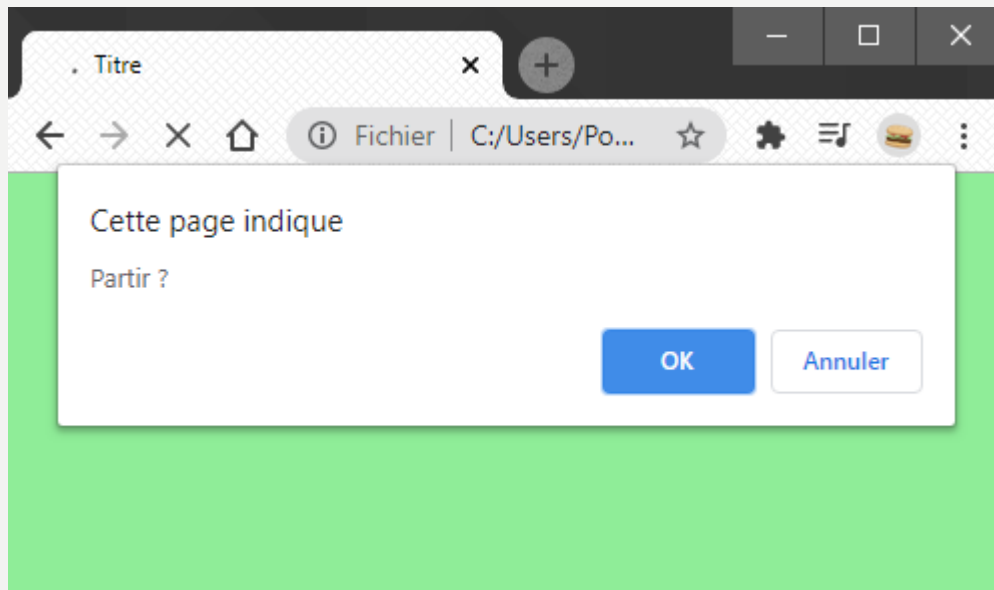 Titre
Fichier | C:/Users/Po...
Cette page indique
Partir ?
OK
Annuler